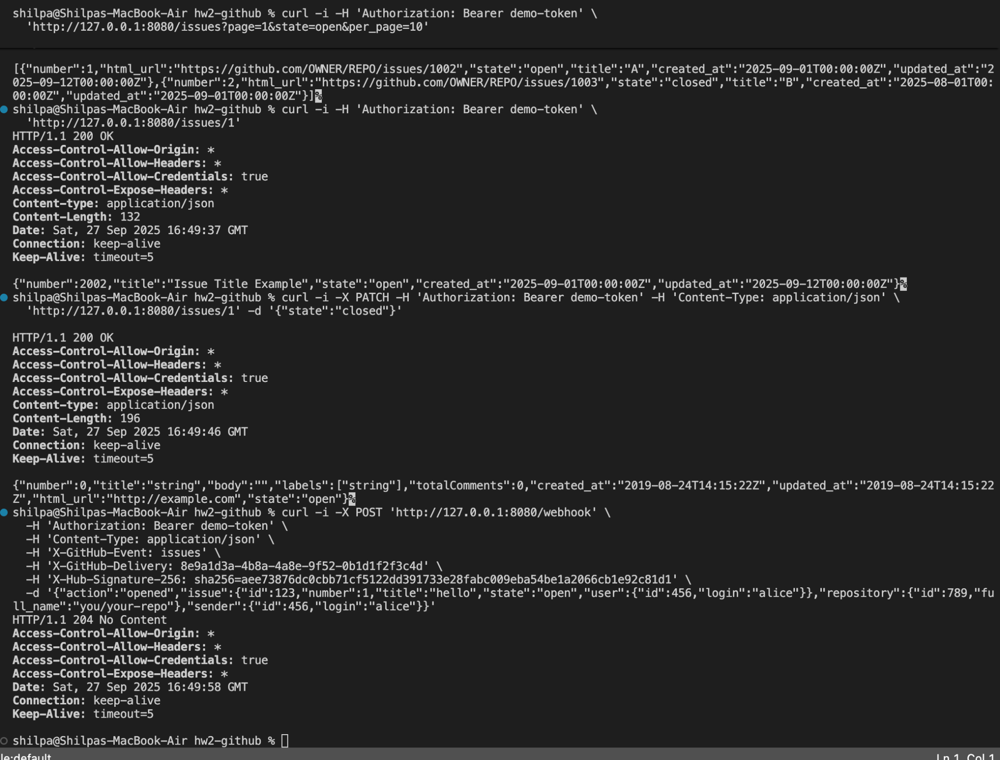 shilpa@Shilpas-MacBook-Air hw2-github % curl -i -H 'Authorization: Bearer demo-token' \
'http://127.0.0.1:8080/issues?page=1&state=open&per_page=10'
[{"number":1,"html_url":"https://github.com/OWNER/REPO/issues/1002","state":"open","title":"A","created_at":"2025-09-01T00:00:00Z","updated_at":"2
025-09-12T00:00:00Z"},{"number":2,"html_url":"https://github.com/OWNER/REPO/issues/1003","state":"closed","title":"B","created_at":"2025-08-01T00:
00:00Z","updated_at":"2025-09-01T00:00:00Z"}]%
shilpa@Shilpas-MacBook-Air hw2-github % curl -i -H 'Authorization: Bearer demo-token' \
'http://127.0.0.1:8080/issues/1'
HTTP/1.1 200 OK
Access-Control-Allow-Origin: *
Access-Control-Allow-Headers: *
Access-Control-Allow-Credentials: true
Access-Control-Expose-Headers: *
Content-type: application/json
Content-Length: 132
Date: Sat, 27 Sep 2025 16:49:37 GMT
Connection: keep-alive
Keep-Alive: timeout=5
{"number":2002,"title":"Issue Title Example","state":"open","created_at":"2025-09-01T00:00:00Z","updated_at":"2025-09-12T00:00:00Z"}%
shilpa@Shilpas-MacBook-Air hw2-github % curl -i -X PATCH -H 'Authorization: Bearer demo-token' -H 'Content-Type: application/json' \
'http://127.0.0.1:8080/issues/1' -d '{"state":"closed"}'
HTTP/1.1 200 OK
Access-Control-Allow-Origin: *
Access-Control-Allow-Headers: *
Access-Control-Allow-Credentials: true
Access-Control-Expose-Headers: *
Content-type: application/json
Content-Length: 196
Date: Sat, 27 Sep 2025 16:49:46 GMT
Connection: keep-alive
Keep-Alive: timeout=5
{"number":0,"title":"string","body":"","labels":["string"],"totalComments":0,"created_at":"2019-08-24T14:15:22Z","updated_at":"2019-08-24T14:15:22
Z","html_url":"http://example.com","state":"open"}%
shilpa@Shilpas-MacBook-Air hw2-github % curl -i -X POST 'http://127.0.0.1:8080/webhook' \
-H 'Authorization: Bearer demo-token' \
-H 'Content-Type: application/json' \
-H 'X-GitHub-Event: issues' \
-H 'X-GitHub-Delivery: 8e9a1d3a-4b8a-4a8e-9f52-0b1d1f2f3c4d' \
-H 'X-Hub-Signature-256: sha256=aee73876dc0cbb71cf5122dd391733e28fabc009eba54be1a2066cb1e92c81d1' \
-d '{"action":"opened","issue":{"id":123,"number":1,"title":"hello","state":"open","user":{"id":456,"login":"alice"}},"repository":{"id":789,"fu
ll_name":"you/your-repo"},"sender":{"id":456,"login":"alice"}}'
HTTP/1.1 204 No Content
Access-Control-Allow-Origin: *
Access-Control-Allow-Headers: *
Access-Control-Allow-Credentials: true
Access-Control-Expose-Headers: *
Date: Sat, 27 Sep 2025 16:49:58 GMT
Connection: keep-alive
Keep-Alive: timeout=5
shilpa@Shilpas-MacBook-Air hw2-github %
le:default Ln 1, Col 1